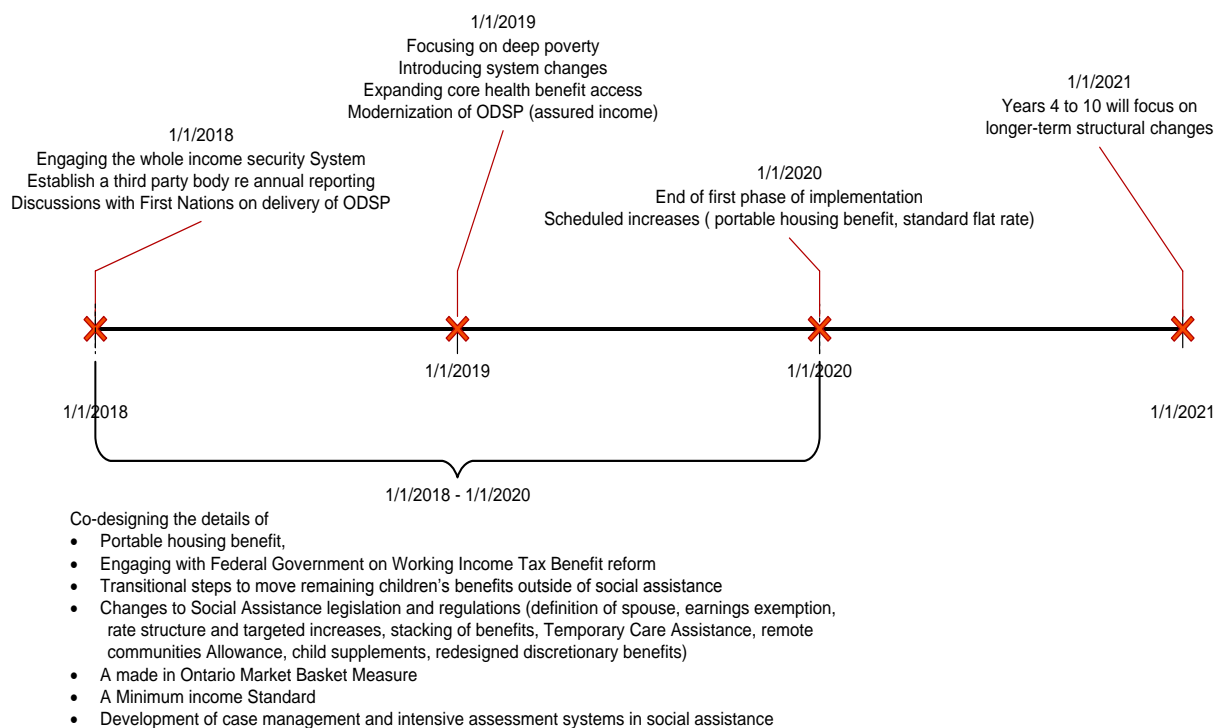 1/1/2019
Focusing on deep poverty
Introducing system changes
Expanding core health benefit access
Modernization of ODSP (assured income)
1/1/2021
Years 4 to 10 will focus on
longer-term structural changes
1/1/2018
Engaging the whole income security System
Establish a third party body re annual reporting
Discussions with First Nations on delivery of ODSP
1/1/2020
End of first phase of implementation
Scheduled increases ( portable housing benefit, standard flat rate)
1/1/2018
1/1/2019
1/1/2020
1/1/2021
1/1/2018 - 1/1/2020
Co-designing the details of
• Portable housing benefit,
• Engaging with Federal Government on Working Income Tax Benefit reform
• Transitional steps to move remaining children's benefits outside of social assistance
• Changes to Social Assistance legislation and regulations (definition of spouse, earnings exemption,
rate structure and targeted increases, stacking of benefits, Temporary Care Assistance, remote
communities Allowance, child supplements, redesigned discretionary benefits)
• A made in Ontario Market Basket Measure
• A Minimum income Standard
• Development of case management and intensive assessment systems in social assistance